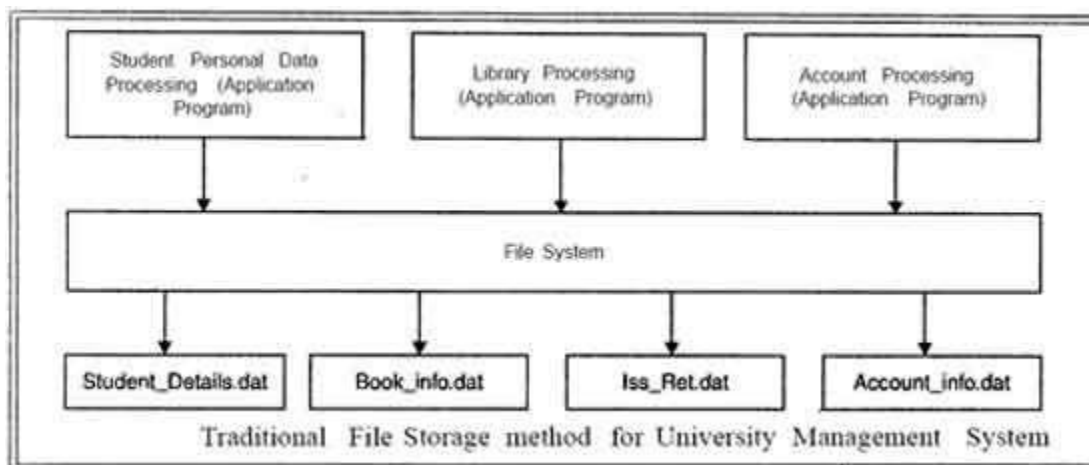 Student Personal Data
Processing (Application
Program)
Library Processing
(Application Program)
Account Processing
(Application Program)
File System
Student_Details.dat
Book_info.dat
Iss_Ret.dat
Account_info.dat
Traditional File Storage method for University Management System